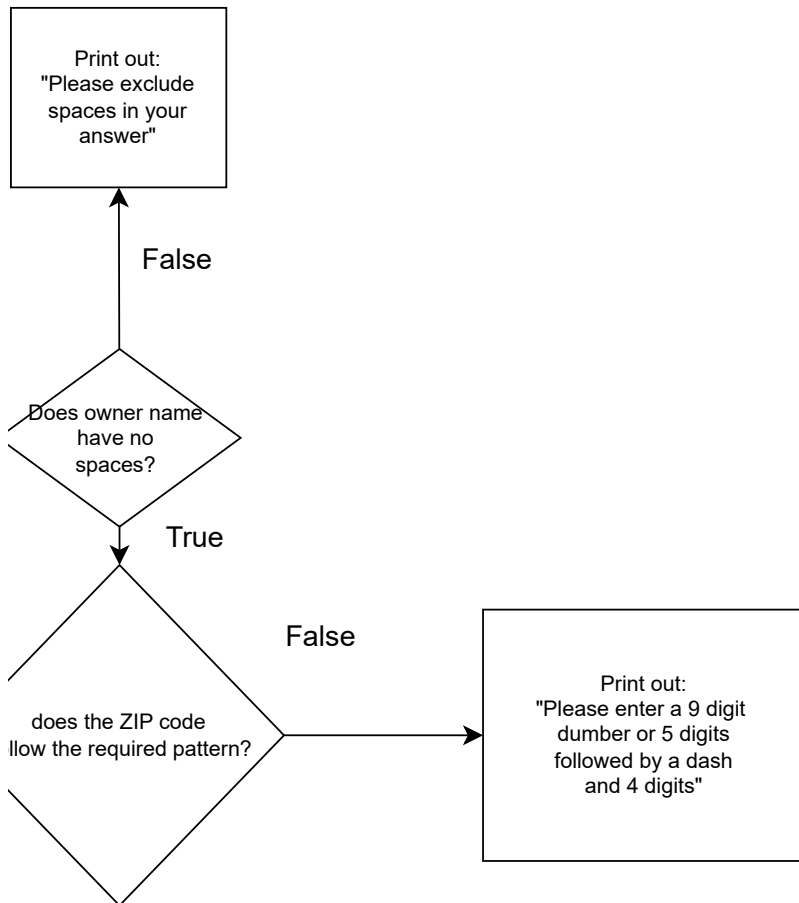 Print out:
"Please exclude
spaces in your
answer"
False
Does owner name
have no
spaces?
True
False
does the ZIP code
ollow the required pattern?
Print out:
"Please enter a 9 digit
dumber or 5 digits
followed by a dash
and 4 digits"